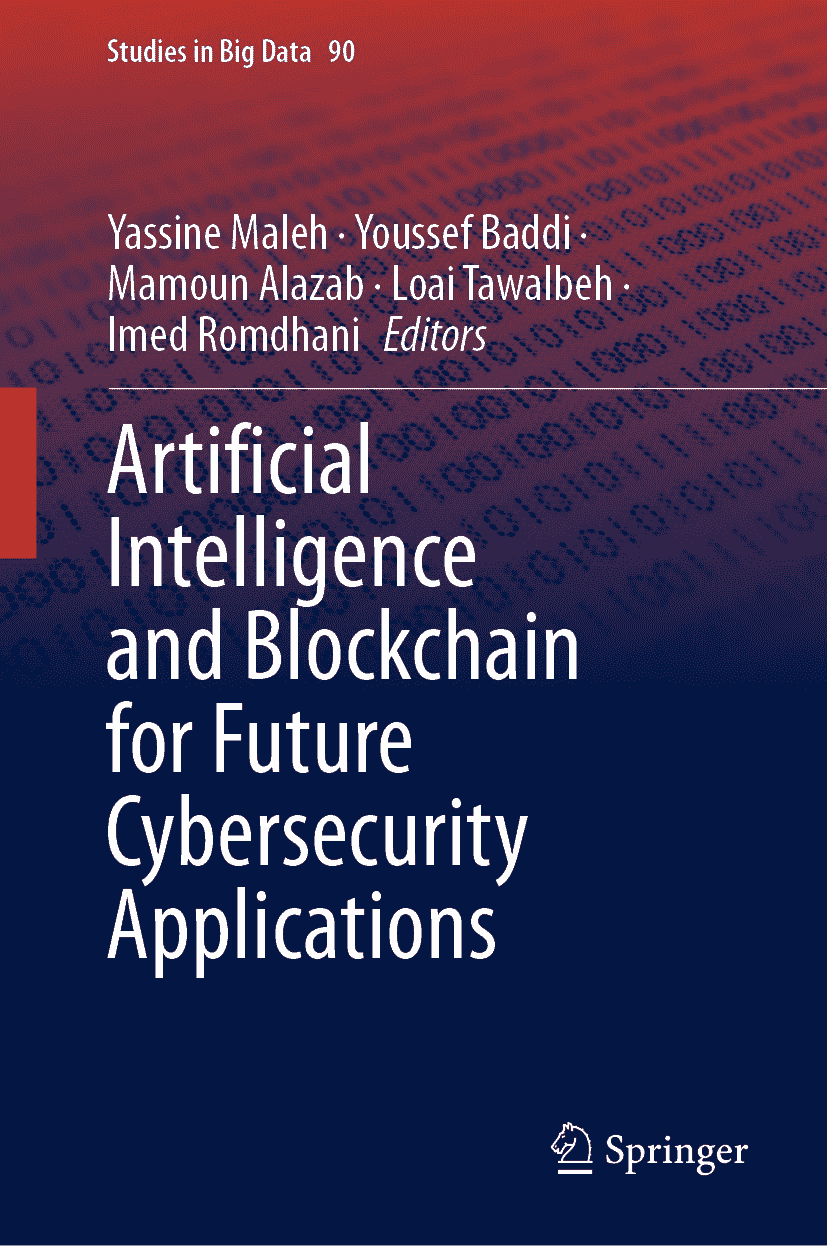 Studies in Big Data 90
Yassine Maleh · Youssef Baddi ·
Mamoun Alazab · Loai Tawalbeh ·
Imed Romdhani Editors
Artificial
Intelligence
and Blockchain
for Future
Cybersecurity
Applications
Springer